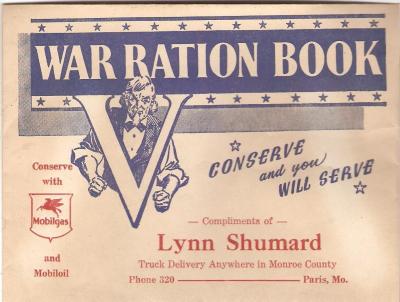 WAR RATION BOOK
V
CONSERVE
and you
WILL SERVE
Conserve
with
Mobilgas
and
Mobiloil
— Compliments of —
Lynn Shumard
Truck Delivery Anywhere in Monroe County
Phone 320 ——— Paris, Mo.